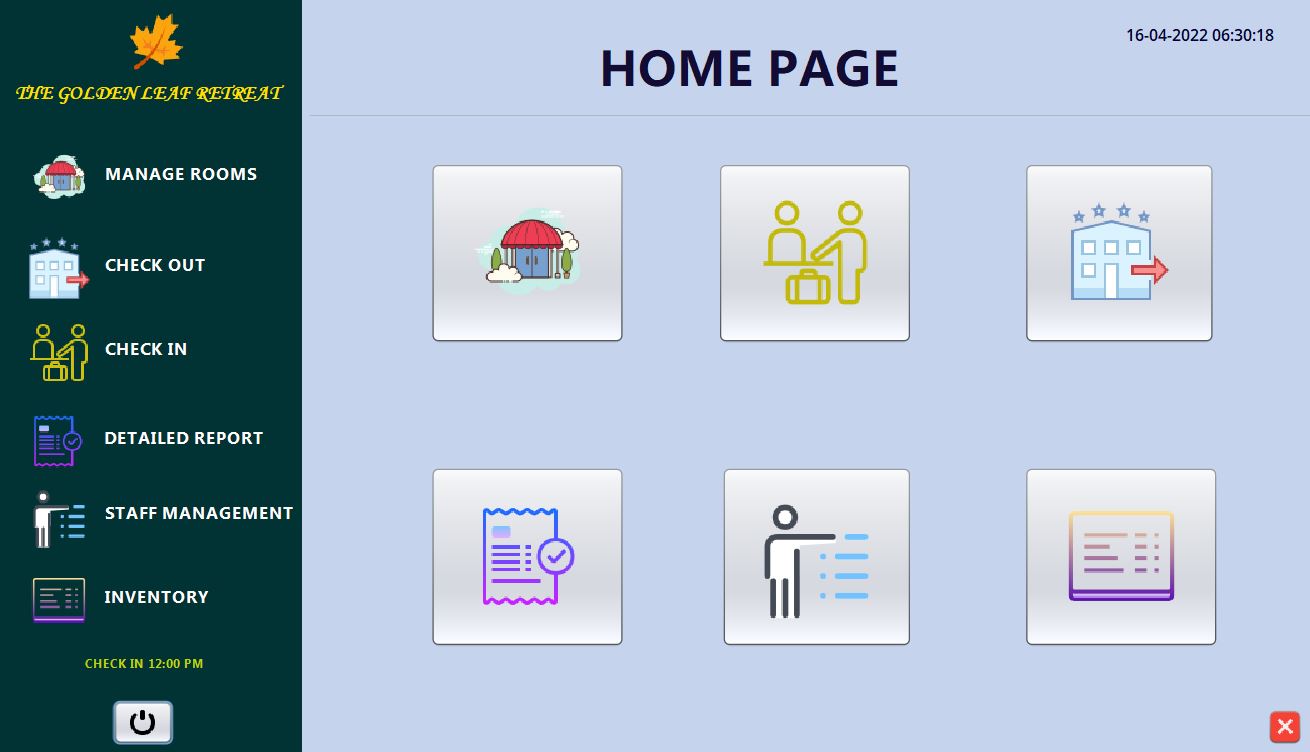 THE GOLDEN LEAF RETREAT
MANAGE ROOMS
CHECK OUT
CHECK IN
DETAILED REPORT
STAFF MANAGEMENT
INVENTORY
CHECK IN 12:00 PM
16-04-2022 06:30:18
HOME PAGE